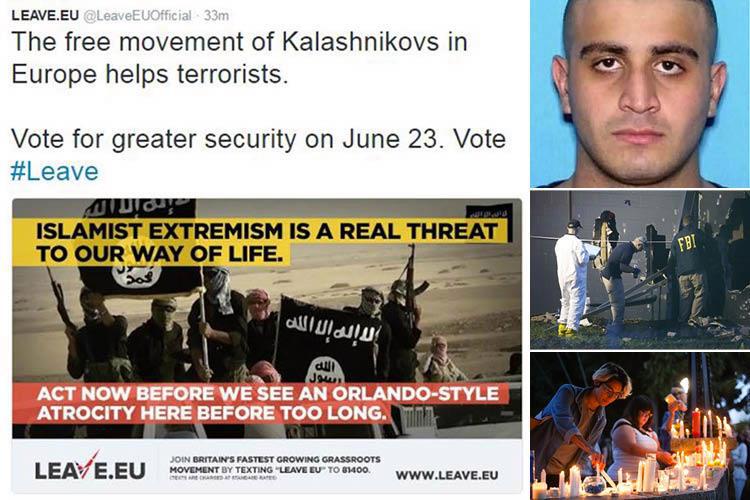 LEAVE.EU @LeaveEUOfficial · 33m
The free movement of Kalashnikovs in
Europe helps terrorists.
Vote for greater security on June 23. Vote
#Leave
ISLAMIST EXTREMISM IS A REAL THREAT
TO OUR WAY OF LIFE.
ACT NOW BEFORE WE SEE AN ORLANDO-STYLE
ATROCITY HERE BEFORE TOO LONG.
LEAVE.EU
JOIN BRITAIN'S FASTEST GROWING GRASSROOTS
MOVEMENT BY TEXTING "LEAVE EU" TO 81400.
(TEXTS ARE CHARGED AT STANDARD RATES)
WWW.LEAVE.EU
FBI